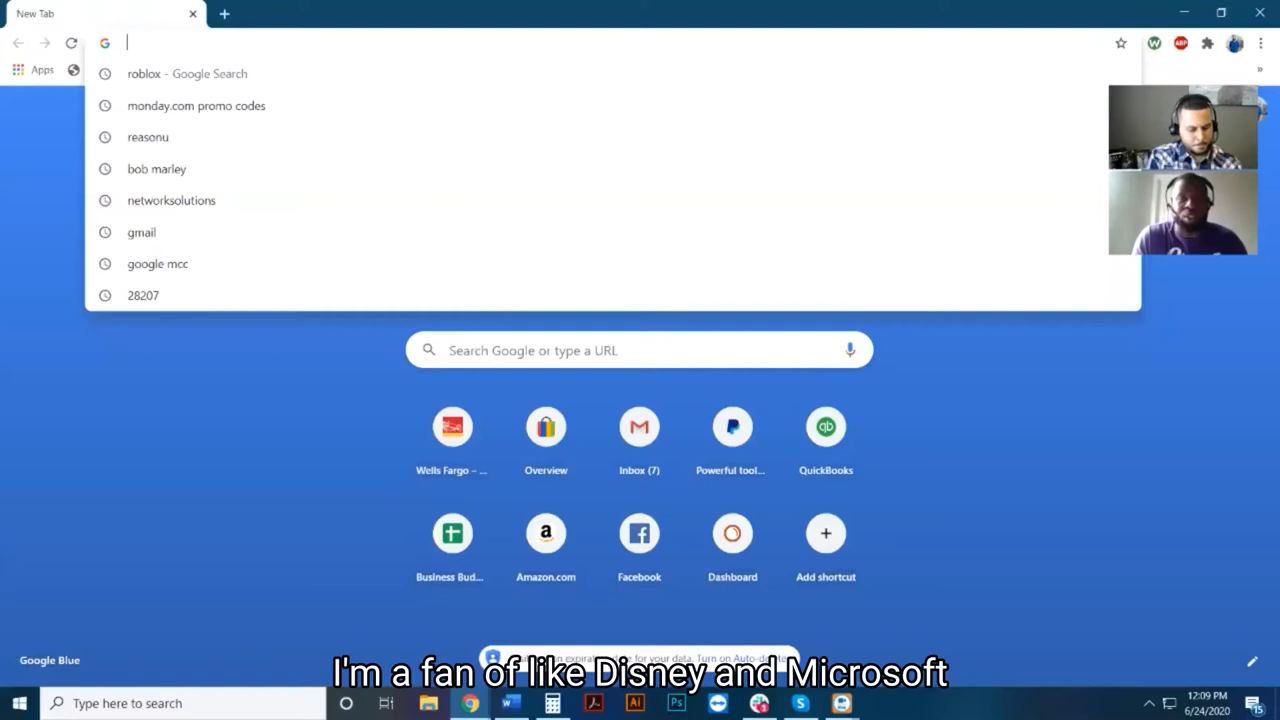 New Tab
Apps
roblox - Google Search
monday.com promo codes
reasonu
bob marley
networksolutions
gmail
google mcc
28207
Search Google or type a URL
Wells Fargo – ...
Overview
Inbox (7)
Powerful tool...
QuickBooks
Business Bud...
Amazon.com
Facebook
Dashboard
Add shortcut
Google Blue
I'm a fan of like Disney and Microsoft
Type here to search
12:09 PM
6/24/2020